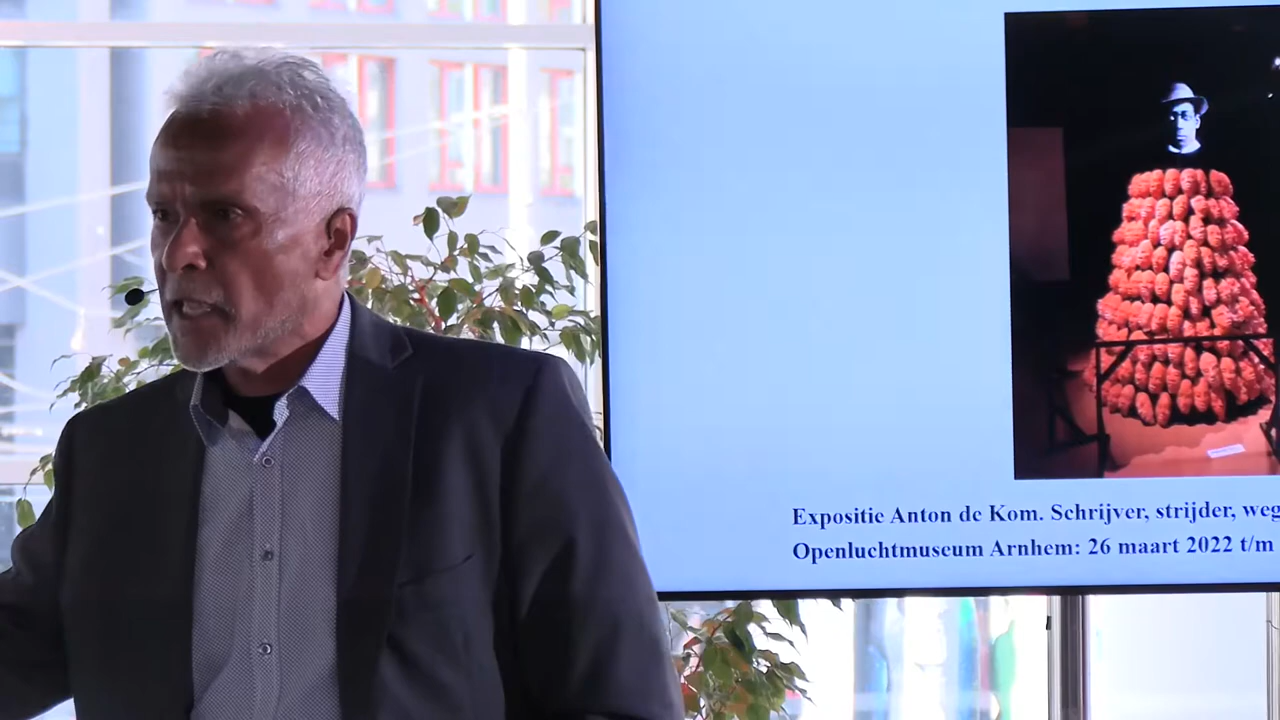 Expositie Anton de Kom. Schrijver, strijder, weg
Openluchtmuseum Arnhem: 26 maart 2022 t/m